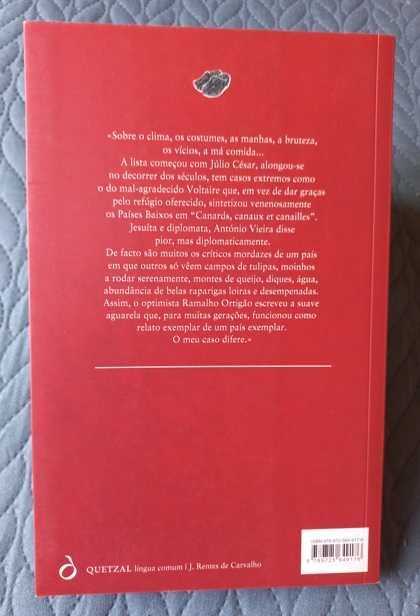 «Sobre o clima, os costumes, as manhas, a bruteza,
os vícios, a má comida...
A lista começou com Júlio César, alongou-se
no decorrer dos séculos, tem casos extremos como
o do mal-agradecido Voltaire que, em vez de dar graças
pelo refúgio oferecido, sintetizou venenosamente
os Países Baixos em “Canards, canaux et canailles”.
Jesuíta e diplomata, António Vieira disse
pior, mas diplomaticamente.
De facto são muitos os críticos mordazes de um país
em que outros só vêem campos de tulipas, moinhos
a rodar serenamente, montes de queijo, diques, água,
abundância de belas raparigas loiras e desempenadas.
Assim, o optimista Ramalho Ortigão escreveu a suave
aguarela que, para muitas gerações, funcionou como
relato exemplar de um país exemplar.
O meu caso difere.»
QUETZAL língua comum | J. Rentes de Carvalho